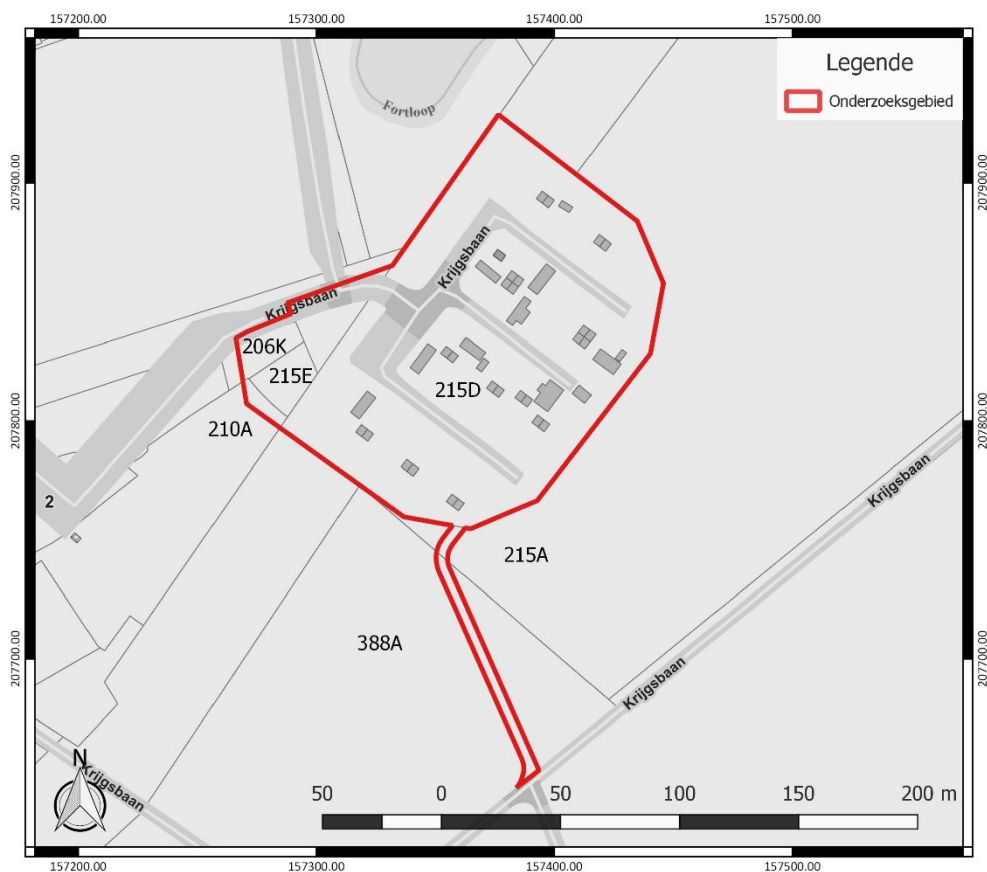 157200.00
157300.00
157400.00
157500.00
Legende
Onderzoeksgebied
Fortloop
207900.00
207900.00
Krijgsbaan
Krijgsbaan
206K
215E
215D
210A
207800.00
207800.00
2
Krijgsbaan
215A
388A
207700.00
207700.00
Krijgsbaan
Krijgsbaan
N
50 0 50 100 150 200 m
157200.00
157300.00
157400.00
157500.00